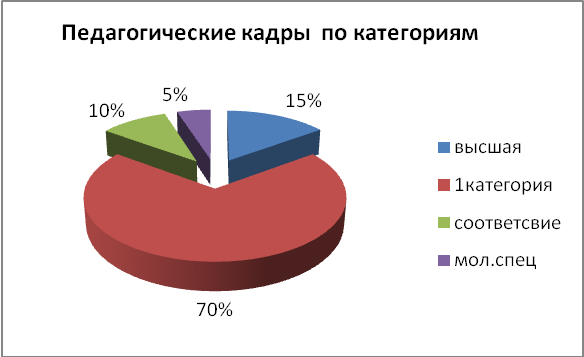 Педагогические кадры по категориям
5%
15%
10%
70%
высшая
1категория
соответсвие
мол.спец